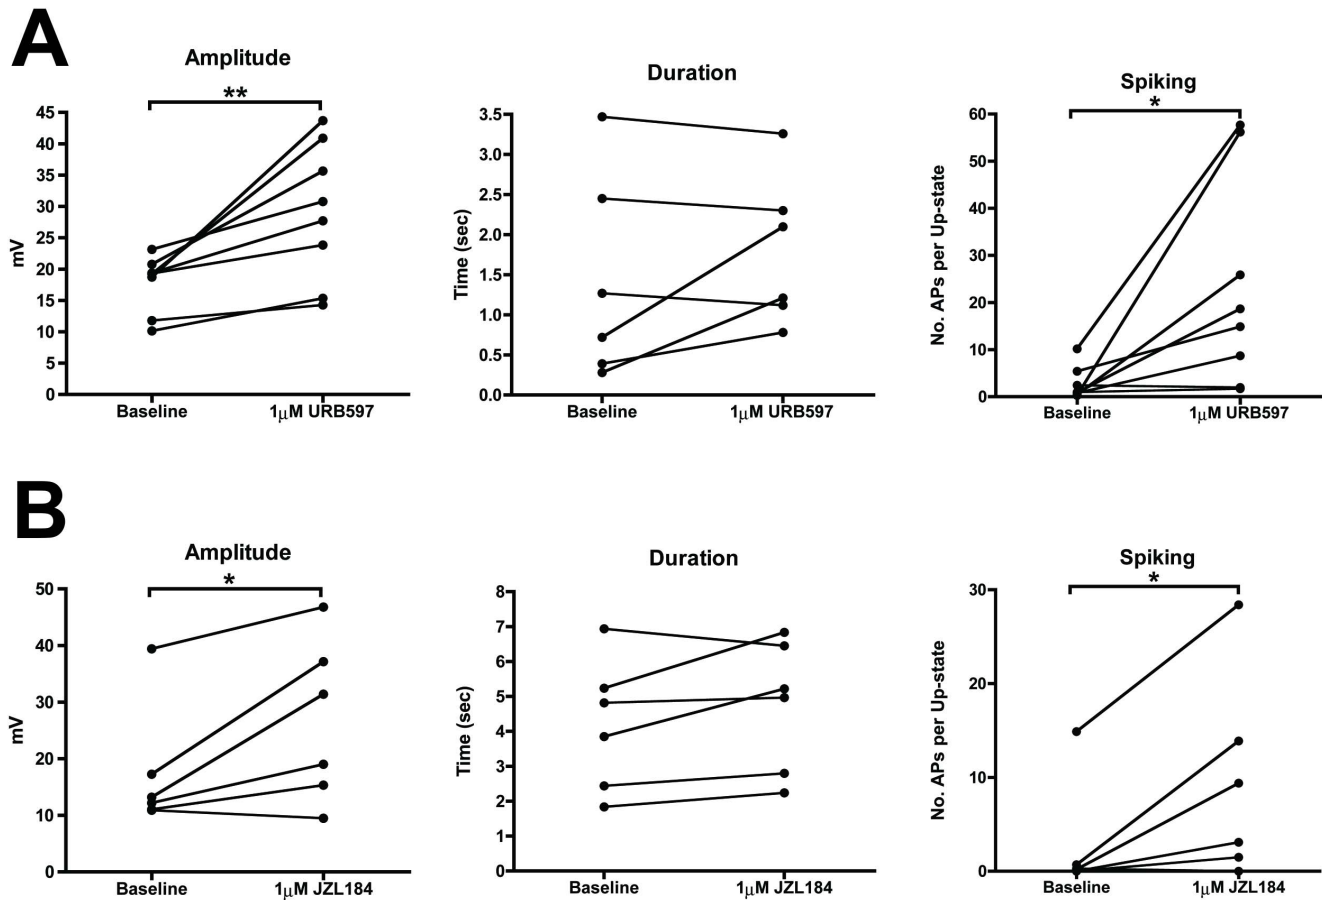 A
Amplitude
**
mV
45
40
35
30
25
20
15
10
5
0
Baseline
1μM URB597
Duration
Time (sec)
3.5
3.0
2.5
2.0
1.5
1.0
0.5
0.0
Baseline
1μM URB597
Spiking
*
No. APs per Up-state
60
50
40
30
20
10
0
Baseline
1μM URB597
B
Amplitude
*
mV
50
40
30
20
10
0
Baseline
1μM JZL184
Duration
Time (sec)
8
7
6
5
4
3
2
1
0
Baseline
1μM JZL184
Spiking
*
No. APs per Up-state
30
20
10
0
Baseline
1μM JZL184